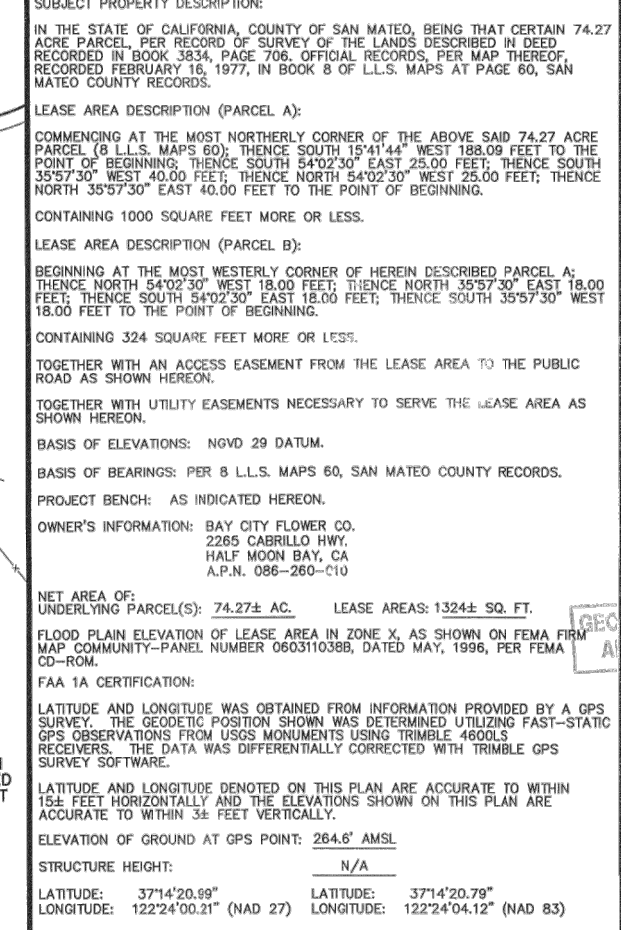 SUBJECT PROPERTY DESCRIPTION:
IN THE STATE OF CALIFORNIA, COUNTY OF SAN MATEO, BEING THAT CERTAIN 74.27
ACRE PARCEL, PER RECORD OF SURVEY OF THE LANDS DESCRIBED IN DEED
RECORDED IN BOOK 3834, PAGE 706. OFFICIAL RECORDS, PER MAP THEREOF,
RECORDED FEBRUARY 16, 1977, IN BOOK 8 OF L.L.S. MAPS AT PAGE 60, SAN
MATEO COUNTY RECORDS.
LEASE AREA DESCRIPTION (PARCEL A):
COMMENCING AT THE MOST NORTHERLY CORNER OF THE ABOVE SAID 74.27 ACRE
PARCEL (8 L.L.S. MAPS 60); THENCE SOUTH 15°41'44" WEST 188.09 FEET TO THE
POINT OF BEGINNING; THENCE SOUTH 54°02'30" EAST 25.00 FEET; THENCE SOUTH
35°57'30" WEST 40.00 FEET; THENCE NORTH 54°02'30" WEST 25.00 FEET; THENCE
NORTH 35°57'30" EAST 40.00 FEET TO THE POINT OF BEGINNING.
CONTAINING 1000 SQUARE FEET MORE OR LESS.
LEASE AREA DESCRIPTION (PARCEL B):
BEGINNING AT THE MOST WESTERLY CORNER OF HEREIN DESCRIBED PARCEL A;
THENCE NORTH 54°02'30" WEST 18.00 FEET; THENCE NORTH 35°57'30" EAST 18.00
FEET; THENCE SOUTH 54°02'30" EAST 18.00 FEET; THENCE SOUTH 35°57'30" WEST
18.00 FEET TO THE POINT OF BEGINNING.
CONTAINING 324 SQUARE FEET MORE OR LESS.
TOGETHER WITH AN ACCESS EASEMENT FROM THE LEASE AREA TO THE PUBLIC
ROAD AS SHOWN HEREON.
TOGETHER WITH UTILITY EASEMENTS NECESSARY TO SERVE THE LEASE AREA AS
SHOWN HEREON.
BASIS OF ELEVATIONS: NGVD 29 DATUM.
BASIS OF BEARINGS: PER 8 L.L.S. MAPS 60, SAN MATEO COUNTY RECORDS.
PROJECT BENCH: AS INDICATED HEREON.
OWNER'S INFORMATION: BAY CITY FLOWER CO.
2265 CABRILLO HWY.
HALF MOON BAY, CA
A.P.N. 086-260-010
NET AREA OF:
UNDERLYING PARCEL(S): 74.27± AC. LEASE AREAS: 1324± SQ. FT.
FLOOD PLAIN ELEVATION OF LEASE AREA IN ZONE X, AS SHOWN ON FEMA FIRM
MAP COMMUNITY-PANEL NUMBER 060311038B, DATED MAY, 1996, PER FEMA
CD-ROM.
FAA 1A CERTIFICATION:
LATITUDE AND LONGITUDE WAS OBTAINED FROM INFORMATION PROVIDED BY A GPS
SURVEY. THE GEODETIC POSITION SHOWN WAS DETERMINED UTILIZING FAST-STATIC
GPS OBSERVATIONS FROM USGS MONUMENTS USING TRIMBLE 4600LS
RECEIVERS. THE DATA WAS DIFFERENTIALLY CORRECTED WITH TRIMBLE GPS
SURVEY SOFTWARE.
LATITUDE AND LONGITUDE DENOTED ON THIS PLAN ARE ACCURATE TO WITHIN
15± FEET HORIZONTALLY AND THE ELEVATIONS SHOWN ON THIS PLAN ARE
ACCURATE TO WITHIN 3± FEET VERTICALLY.
ELEVATION OF GROUND AT GPS POINT: 264.6' AMSL
STRUCTURE HEIGHT: N/A
LATITUDE: 37°14'20.99" LATITUDE: 37°14'20.79"
LONGITUDE: 122°24'00.21" (NAD 27) LONGITUDE: 122°24'04.12" (NAD 83)